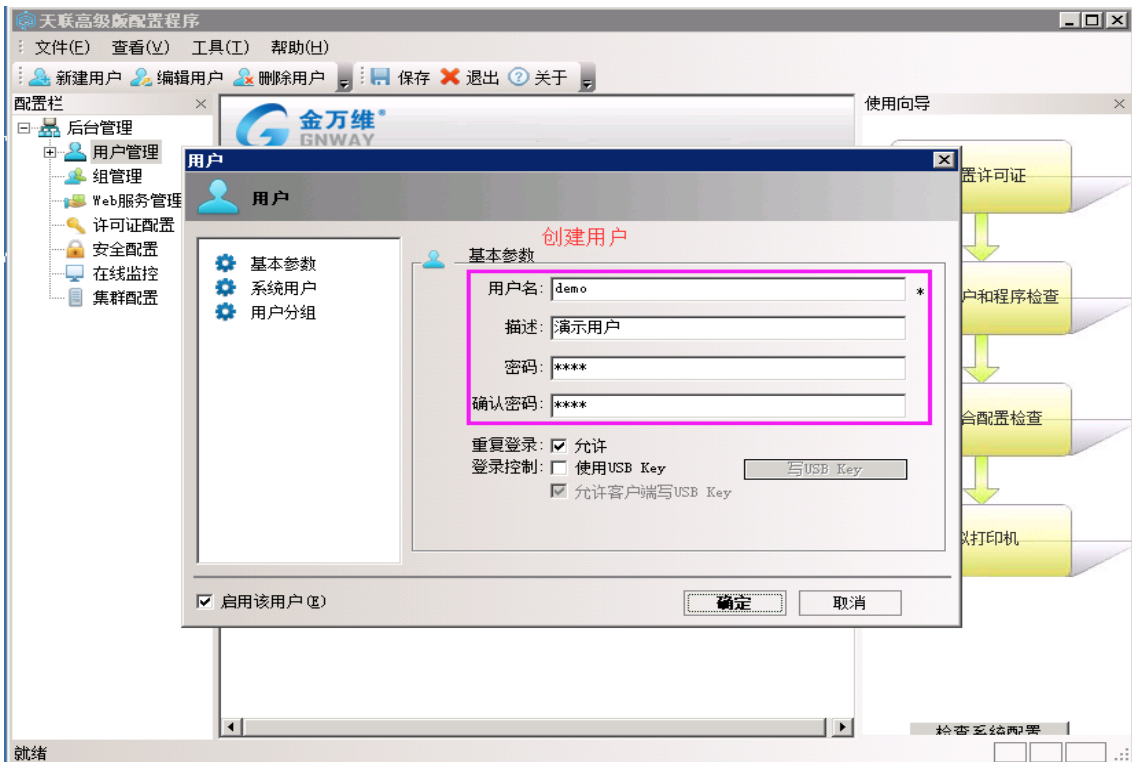 天联高级版配置程序
文件(F) 查看(V) 工具(T) 帮助(H)
新建用户 编辑用户 删除用户 保存 退出 关于
配置栏
后台管理
用户管理
组管理
Web服务管理
许可证配置
安全配置
在线监控
集群配置
金万维®
GNWAY
用户
用户
基本参数
系统用户
用户分组
创建用户
基本参数
用户名: demo *
描述: 演示用户
密码: ****
确认密码: ****
重复登录: 允许
登录控制: 使用USB Key 写USB Key
允许客户端写USB Key
启用该用户(E) 确定 取消
使用向导
置许可证
户和程序检查
合配置检查
拟打印机
检查系统配置
就绪